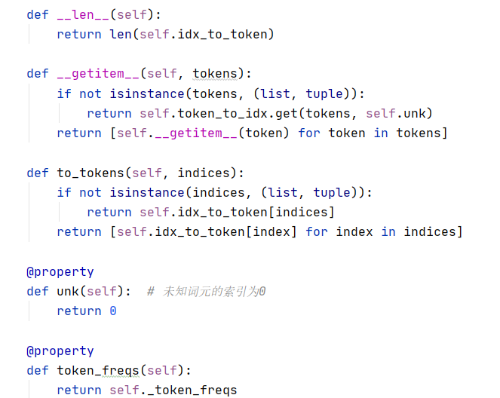 def __len__(self):
    return len(self.idx_to_token)
def __getitem__(self, tokens):
    if not isinstance(tokens, (list, tuple)):
        return self.token_to_idx.get(tokens, self.unk)
    return [self.__getitem__(token) for token in tokens]
def to_tokens(self, indices):
    if not isinstance(indices, (list, tuple)):
        return self.idx_to_token[indices]
    return [self.idx_to_token[index] for index in indices]
@property
def unk(self):  # 未知词元的索引为0
    return 0
@property
def token_freqs(self):
    return self._token_freqs